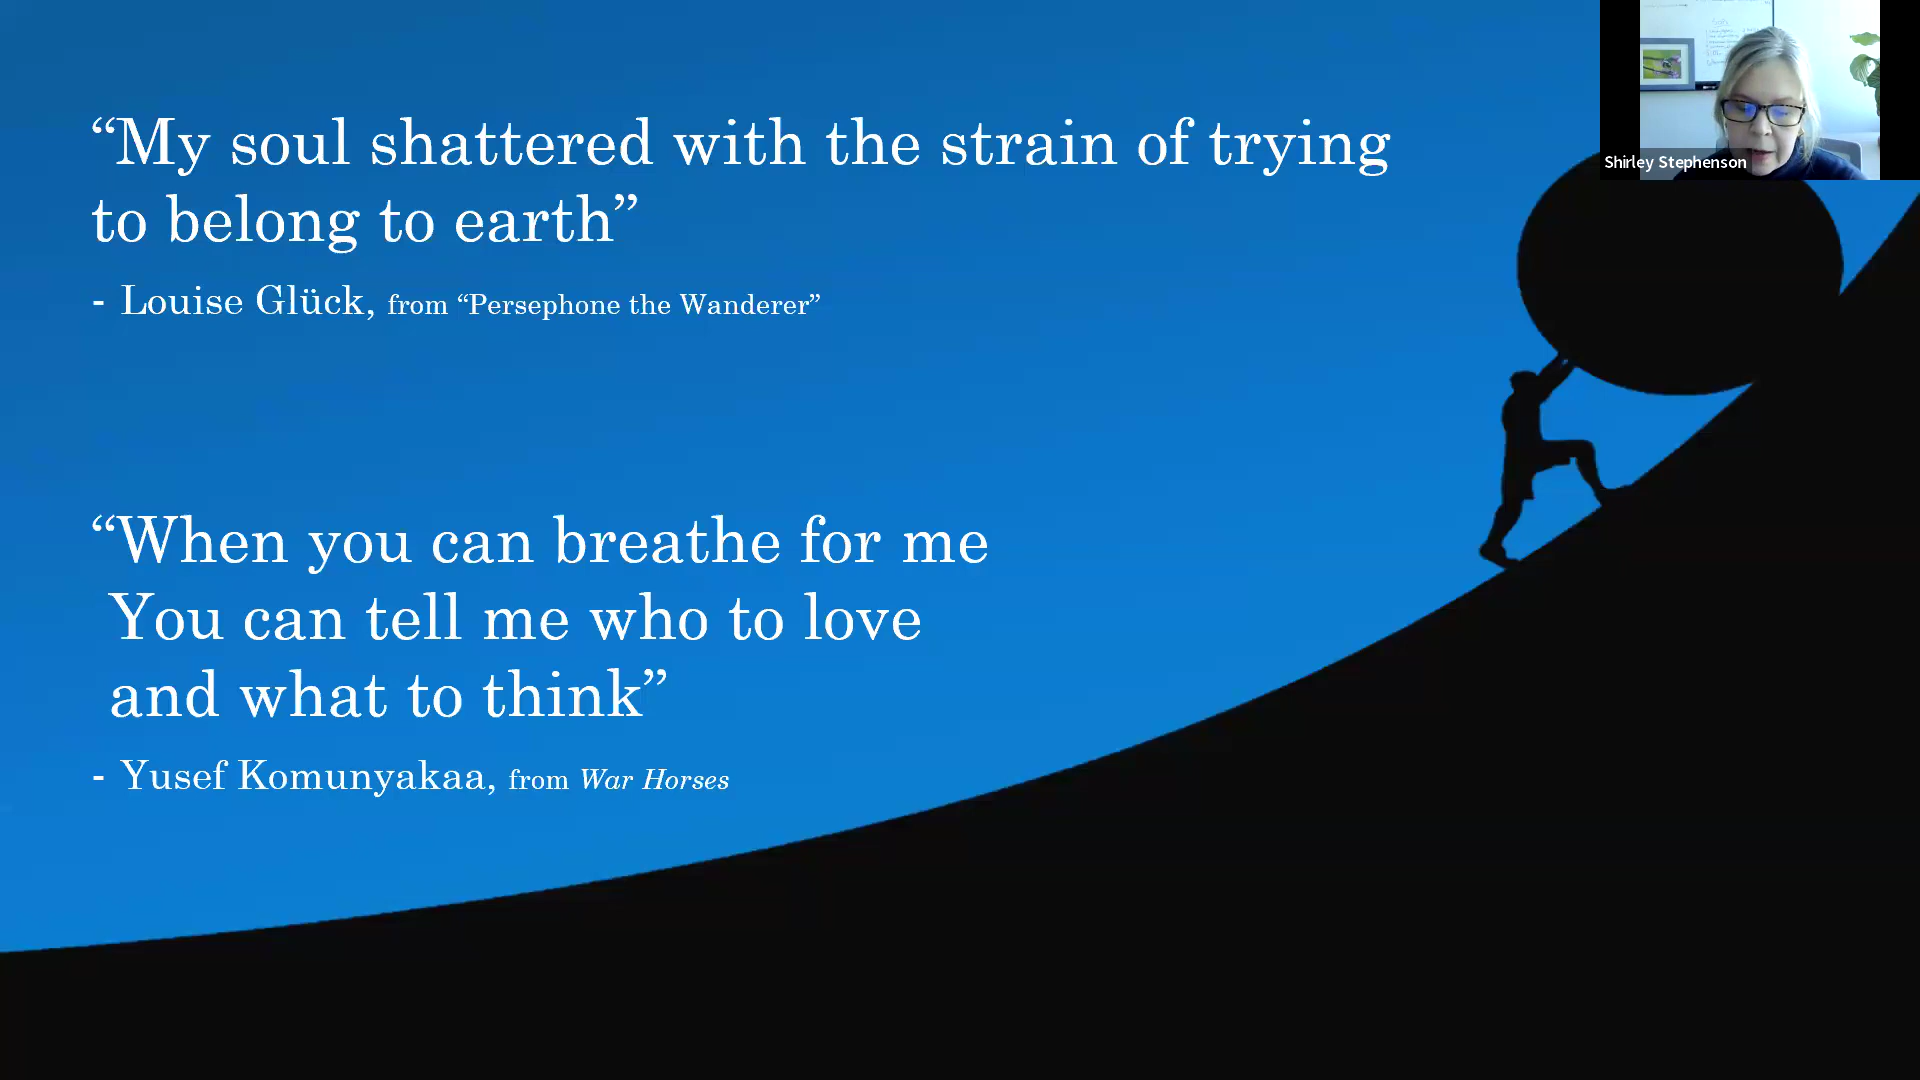 “My soul shattered with the strain of trying
to belong to earth”
- Louise Glück, from “Persephone the Wanderer”
“When you can breathe for me
You can tell me who to love
and what to think”
- Yusef Komunyakaa, from War Horses
Shirley Stephenson